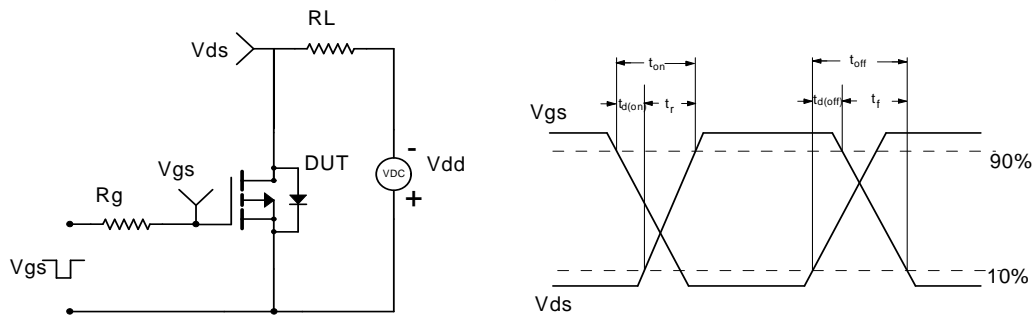 RL
Vds
Vgs
DUT
-
VDC
Vdd
+
Rg
Vgs
ton
toff
td(on)
tr
td(off)
tf
Vgs
90%
10%
Vds